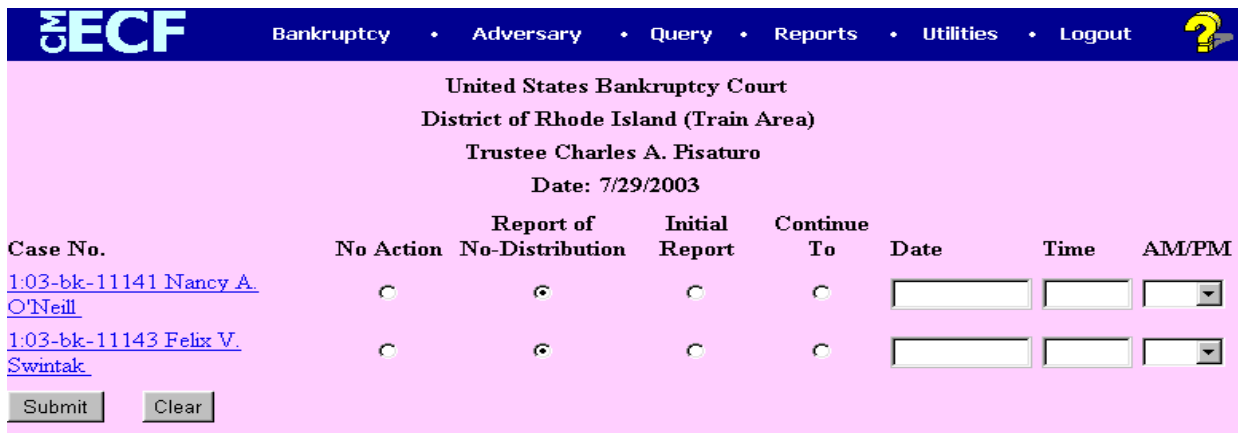 CM ECF Bankruptcy • Adversary • Query • Reports • Utilities • Logout ?
United States Bankruptcy Court
District of Rhode Island (Train Area)
Trustee Charles A. Pisaturo
Date: 7/29/2003
Case No. No Action Report of No-Distribution Initial Report Continue To Date Time AM/PM
1:03-bk-11141 Nancy A.
O'Neill
1:03-bk-11143 Felix V.
Swintak
Submit Clear